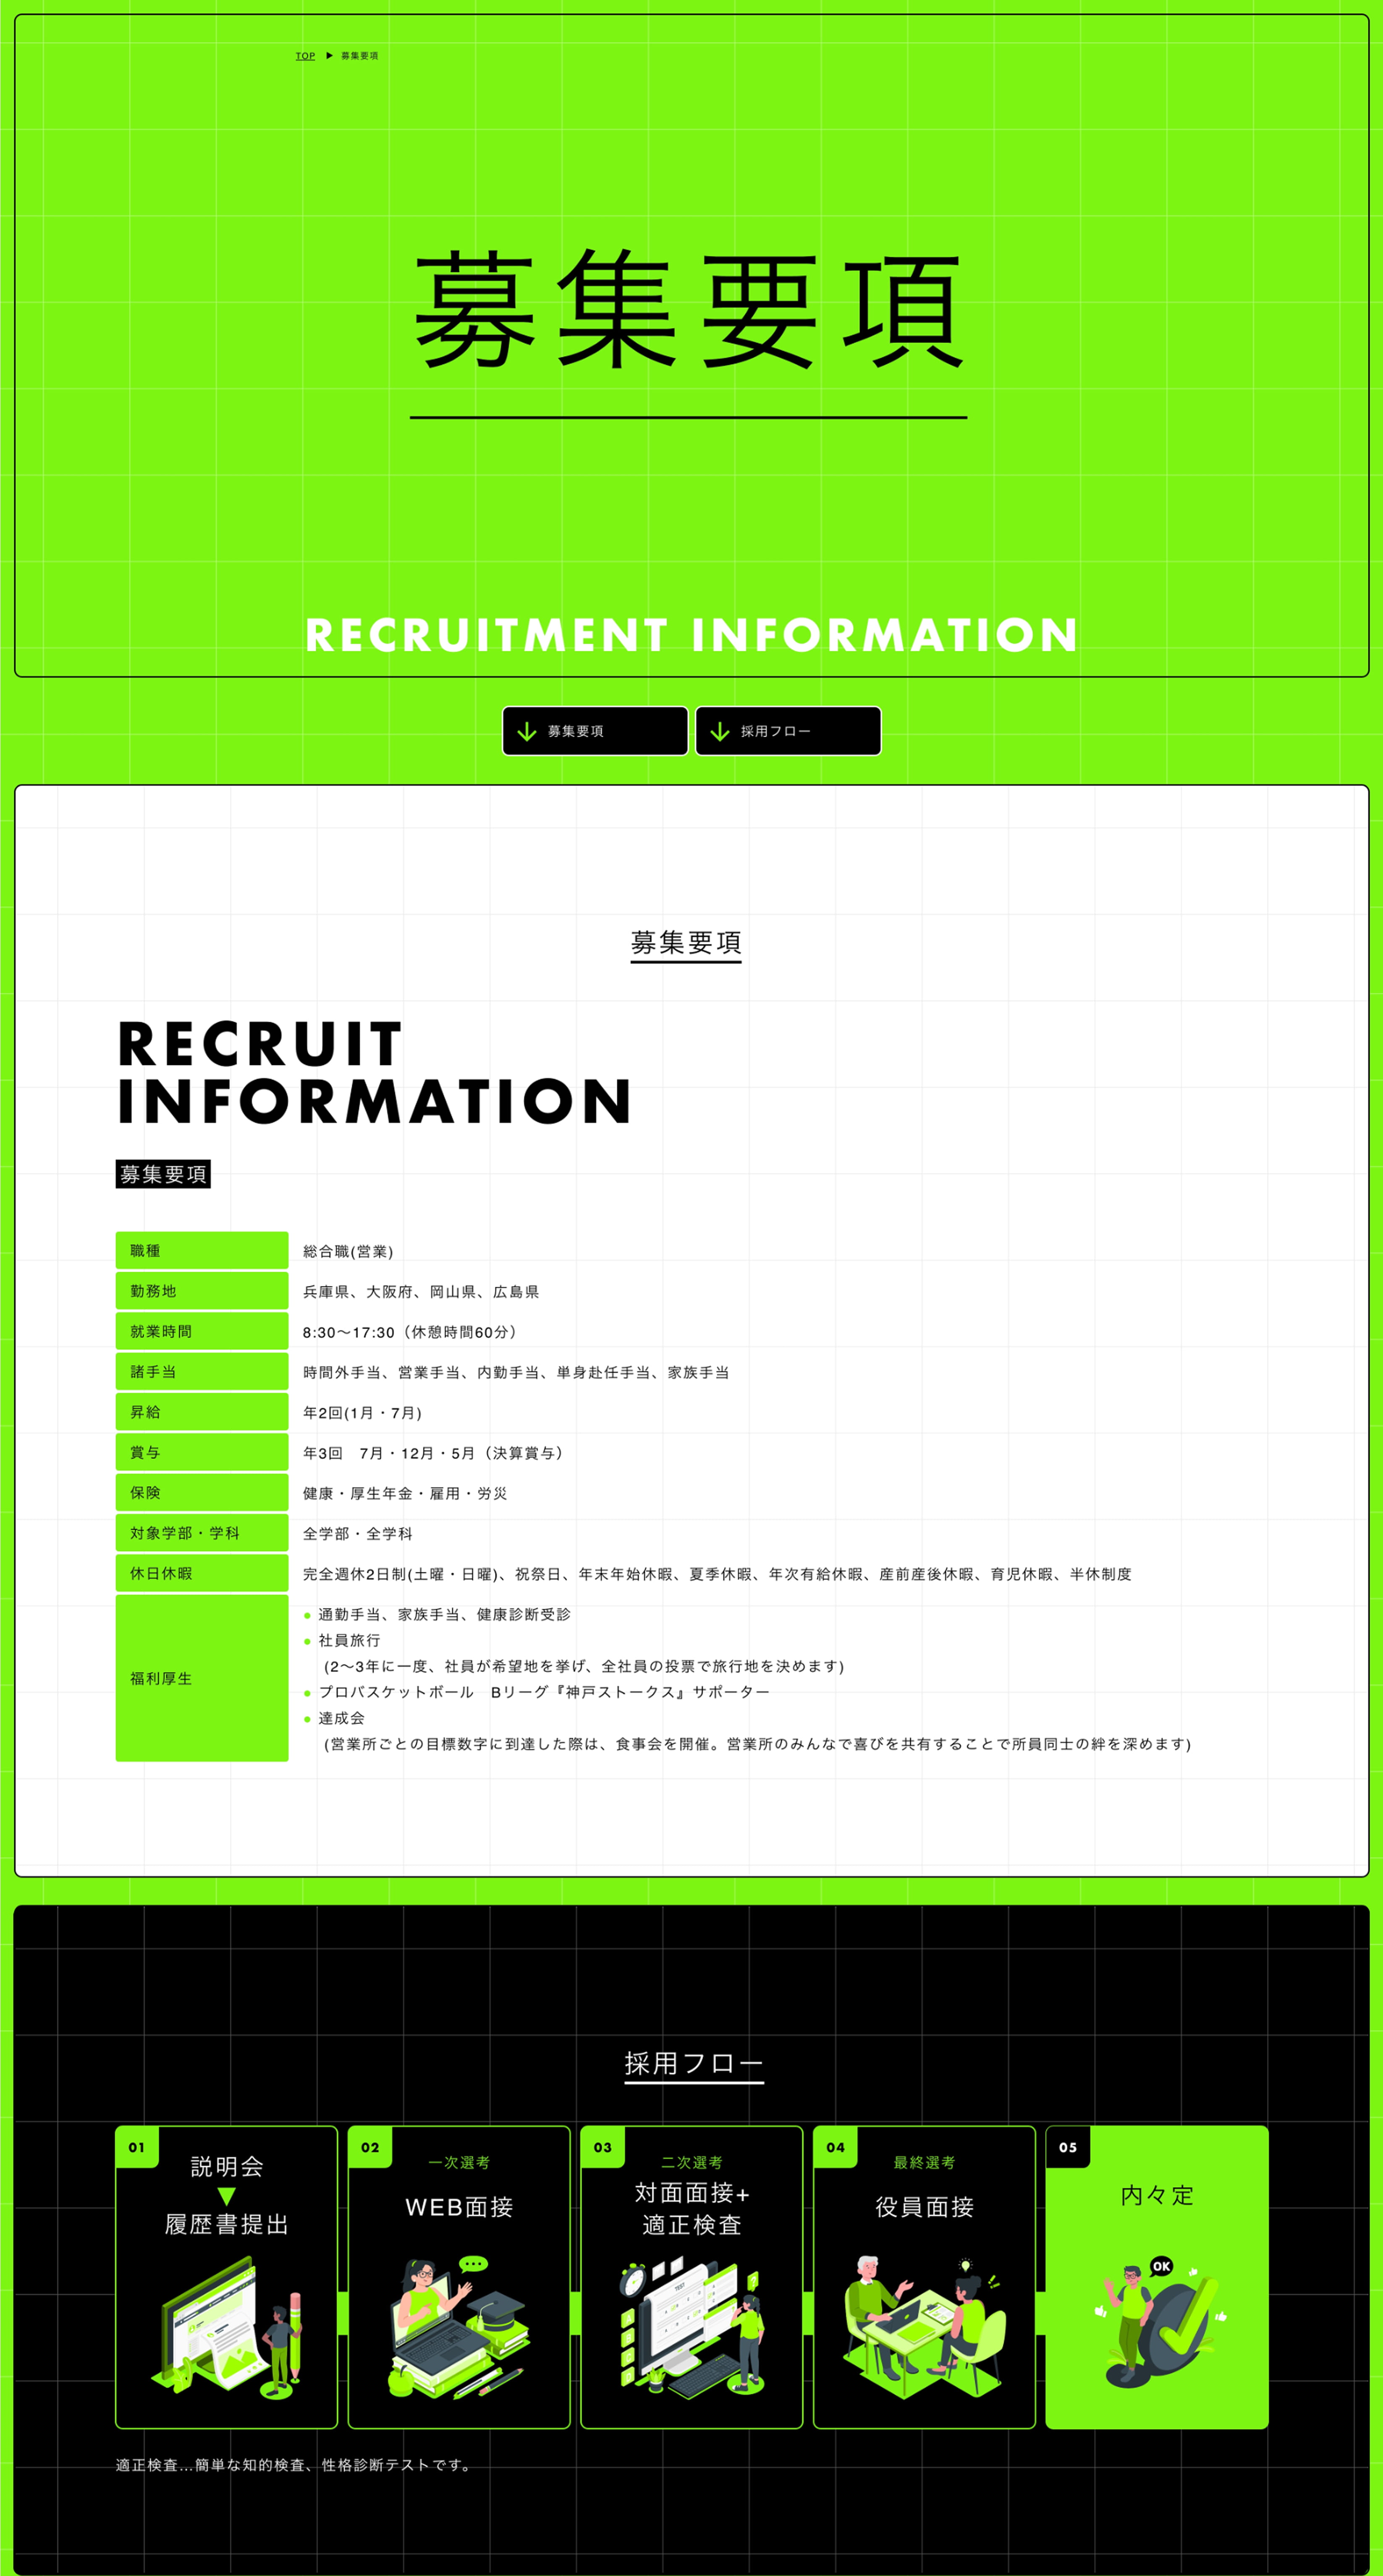 TOP ▶ 募集要項
募集要項
RECRUITMENT INFORMATION
募集要項
採用フロー
募集要項
RECRUIT
INFORMATION
募集要項
職種 総合職(営業)
勤務地 兵庫県、大阪府、岡山県、広島県
就業時間 8:30〜17:30（休憩時間60分）
諸手当 時間外手当、営業手当、内勤手当、単身赴任手当、家族手当
昇給 年2回(1月・7月)
賞与 年3回　7月・12月・5月（決算賞与）
保険 健康・厚生年金・雇用・労災
対象学部・学科 全学部・全学科
休日休暇 完全週休2日制(土曜・日曜)、祝祭日、年末年始休暇、夏季休暇、年次有給休暇、産前産後休暇、育児休暇、半休制度
福利厚生
● 通勤手当、家族手当、健康診断受診
● 社員旅行
(2〜3年に一度、社員が希望地を挙げ、全社員の投票で旅行地を決めます)
● プロバスケットボール　Bリーグ『神戸ストークス』サポーター
● 達成会
(営業所ごとの目標数字に到達した際は、食事会を開催。営業所のみんなで喜びを共有することで所員同士の絆を深めます)
採用フロー
01
説明会
▼
履歴書提出
02
一次選考
WEB面接
03
二次選考
対面面接+
適正検査
TEST
04
最終選考
役員面接
05
内々定
OK
適正検査...簡単な知的検査、性格診断テストです。